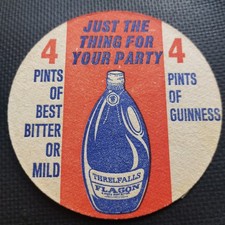 JUST THE
THING FOR
YOUR PARTY
4
PINTS
OF
BEST
BITTER
OR
MILD
4
PINTS
OF
GUINNESS
THRELFALLS
FLAGON